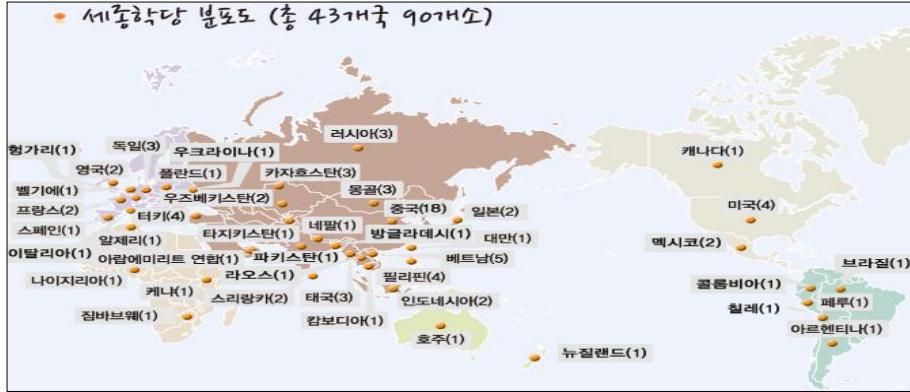 세종학당 분포도 (총 43개국 90개소)
러시아(3)
독일(3)
헝가리(1)
우크라이나(1)
캐나다(1)
영국(2)
폴란드(1)
카자흐스탄(3)
벨기에(1)
우즈베키스탄(2)
몽골(3)
프랑스(2)
터키(4)
중국(18)
일본(2)
미국(4)
스페인(1)
알제리(1)
타지키스탄(1)
네팔(1)
방글라데시(1)
대만(1)
멕시코(2)
이탈리아(1)
아랍에미리트 연합(1)
파키스탄(1)
베트남(5)
브라질(1)
나이지리아(1)
케냐(1)
라오스(1)
필리핀(4)
콜롬비아(1)
스리랑카(2)
태국(3)
인도네시아(2)
칠레(1)
페루(1)
짐바브웨(1)
캄보디아(1)
호주(1)
아르헨티나(1)
뉴질랜드(1)